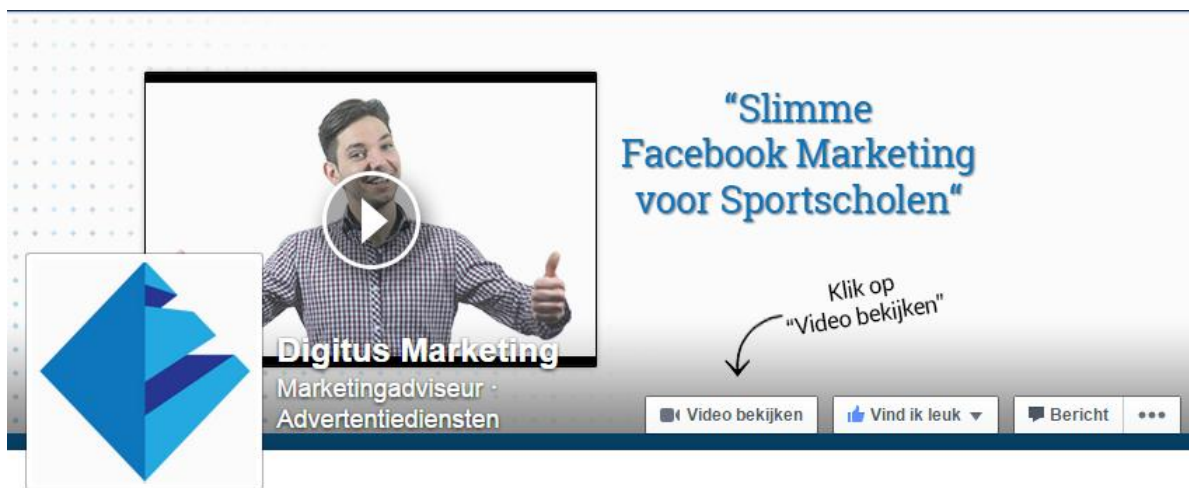 “Slimme
Facebook Marketing
voor Sportscholen“
Klik op
“Video bekijken”
Digitus Marketing
Marketingadviseur ·
Advertentiediensten
Video bekijken
Vind ik leuk
Bericht